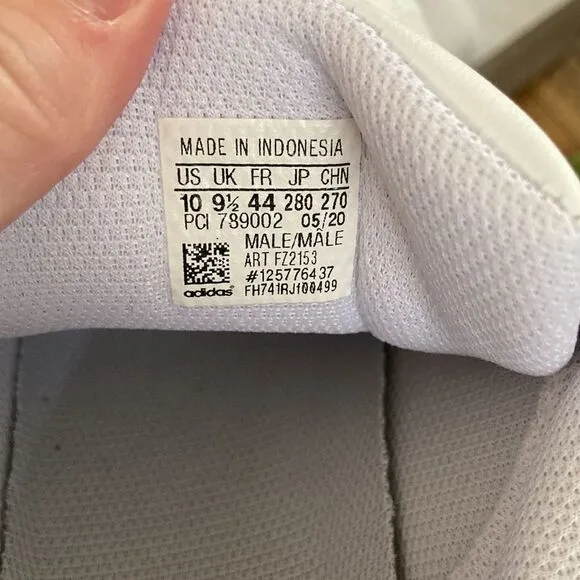 MADE IN INDONESIA
US UK FR JP CHN
10 9½ 44 280 270
PCI 789002 05/20
MALE/MÂLE
ART FZ2153
#125776437
FH741RJ100499
adidas